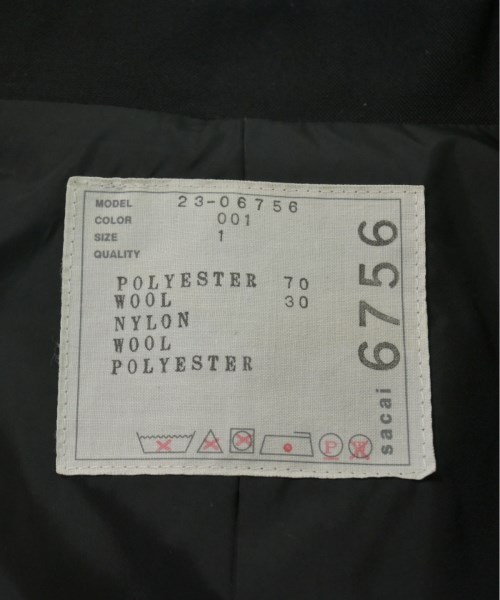 MODEL 23-06756
COLOR 001
SIZE 1
QUALITY
POLYESTER 70
WOOL 30
NYLON
WOOL
POLYESTER
P W
sacai 6756